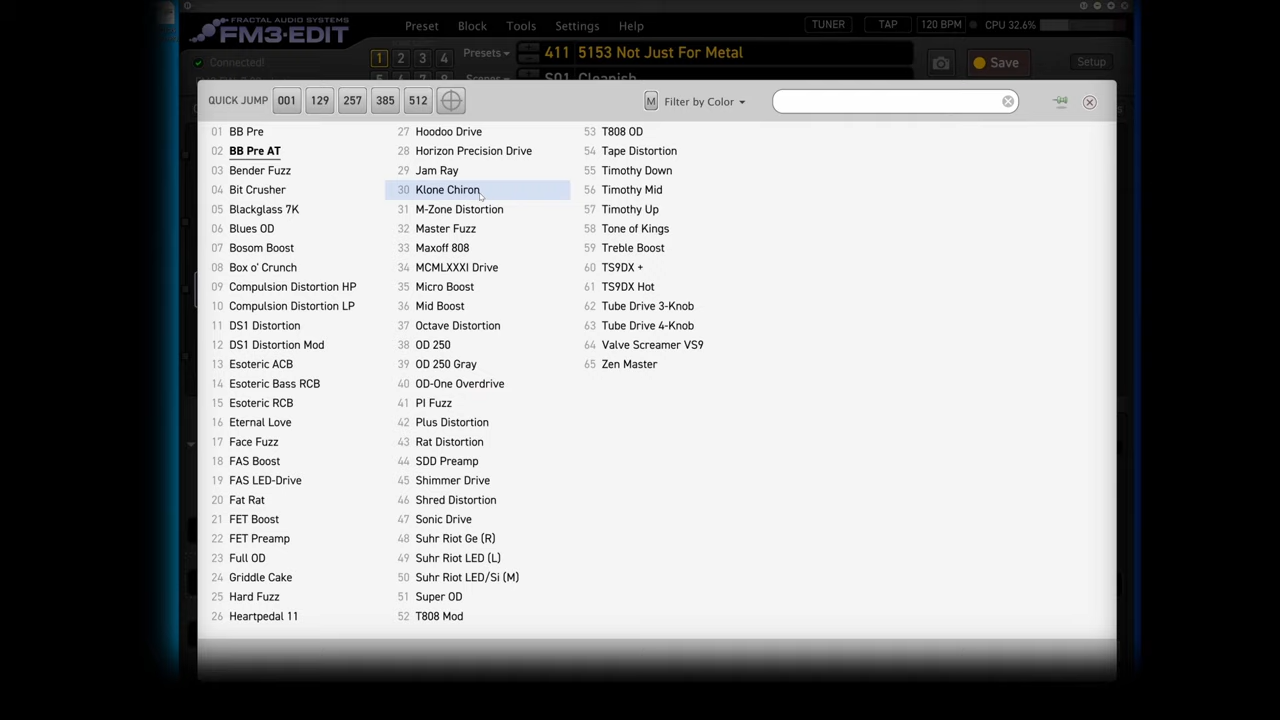 FRACTAL AUDIO SYSTEMS
FM3-EDIT
Preset Block Tools Settings Help
TUNER TAP 120 BPM CPU 32.6%
Connected!
1 2 3 4
Presets
411 5153 Not Just For Metal
Save
Setup
Scenes
S01 Cleanish
QUICK JUMP 001 129 257 385 512
M Filter by Color
01 BB Pre
02 BB Pre AT
03 Bender Fuzz
04 Bit Crusher
05 Blackglass 7K
06 Blues OD
07 Bosom Boost
08 Box o' Crunch
09 Compulsion Distortion HP
10 Compulsion Distortion LP
11 DS1 Distortion
12 DS1 Distortion Mod
13 Esoteric ACB
14 Esoteric Bass RCB
15 Esoteric RCB
16 Eternal Love
17 Face Fuzz
18 FAS Boost
19 FAS LED-Drive
20 Fat Rat
21 FET Boost
22 FET Preamp
23 Full OD
24 Griddle Cake
25 Hard Fuzz
26 Heartpedal 11
27 Hoodoo Drive
28 Horizon Precision Drive
29 Jam Ray
30 Klone Chiron
31 M-Zone Distortion
32 Master Fuzz
33 Maxoff 808
34 MCMLXXXI Drive
35 Micro Boost
36 Mid Boost
37 Octave Distortion
38 OD 250
39 OD 250 Gray
40 OD-One Overdrive
41 PI Fuzz
42 Plus Distortion
43 Rat Distortion
44 SDD Preamp
45 Shimmer Drive
46 Shred Distortion
47 Sonic Drive
48 Suhr Riot Ge (R)
49 Suhr Riot LED (L)
50 Suhr Riot LED/Si (M)
51 Super OD
52 T808 Mod
53 T808 OD
54 Tape Distortion
55 Timothy Down
56 Timothy Mid
57 Timothy Up
58 Tone of Kings
59 Treble Boost
60 TS9DX +
61 TS9DX Hot
62 Tube Drive 3-Knob
63 Tube Drive 4-Knob
64 Valve Screamer VS9
65 Zen Master